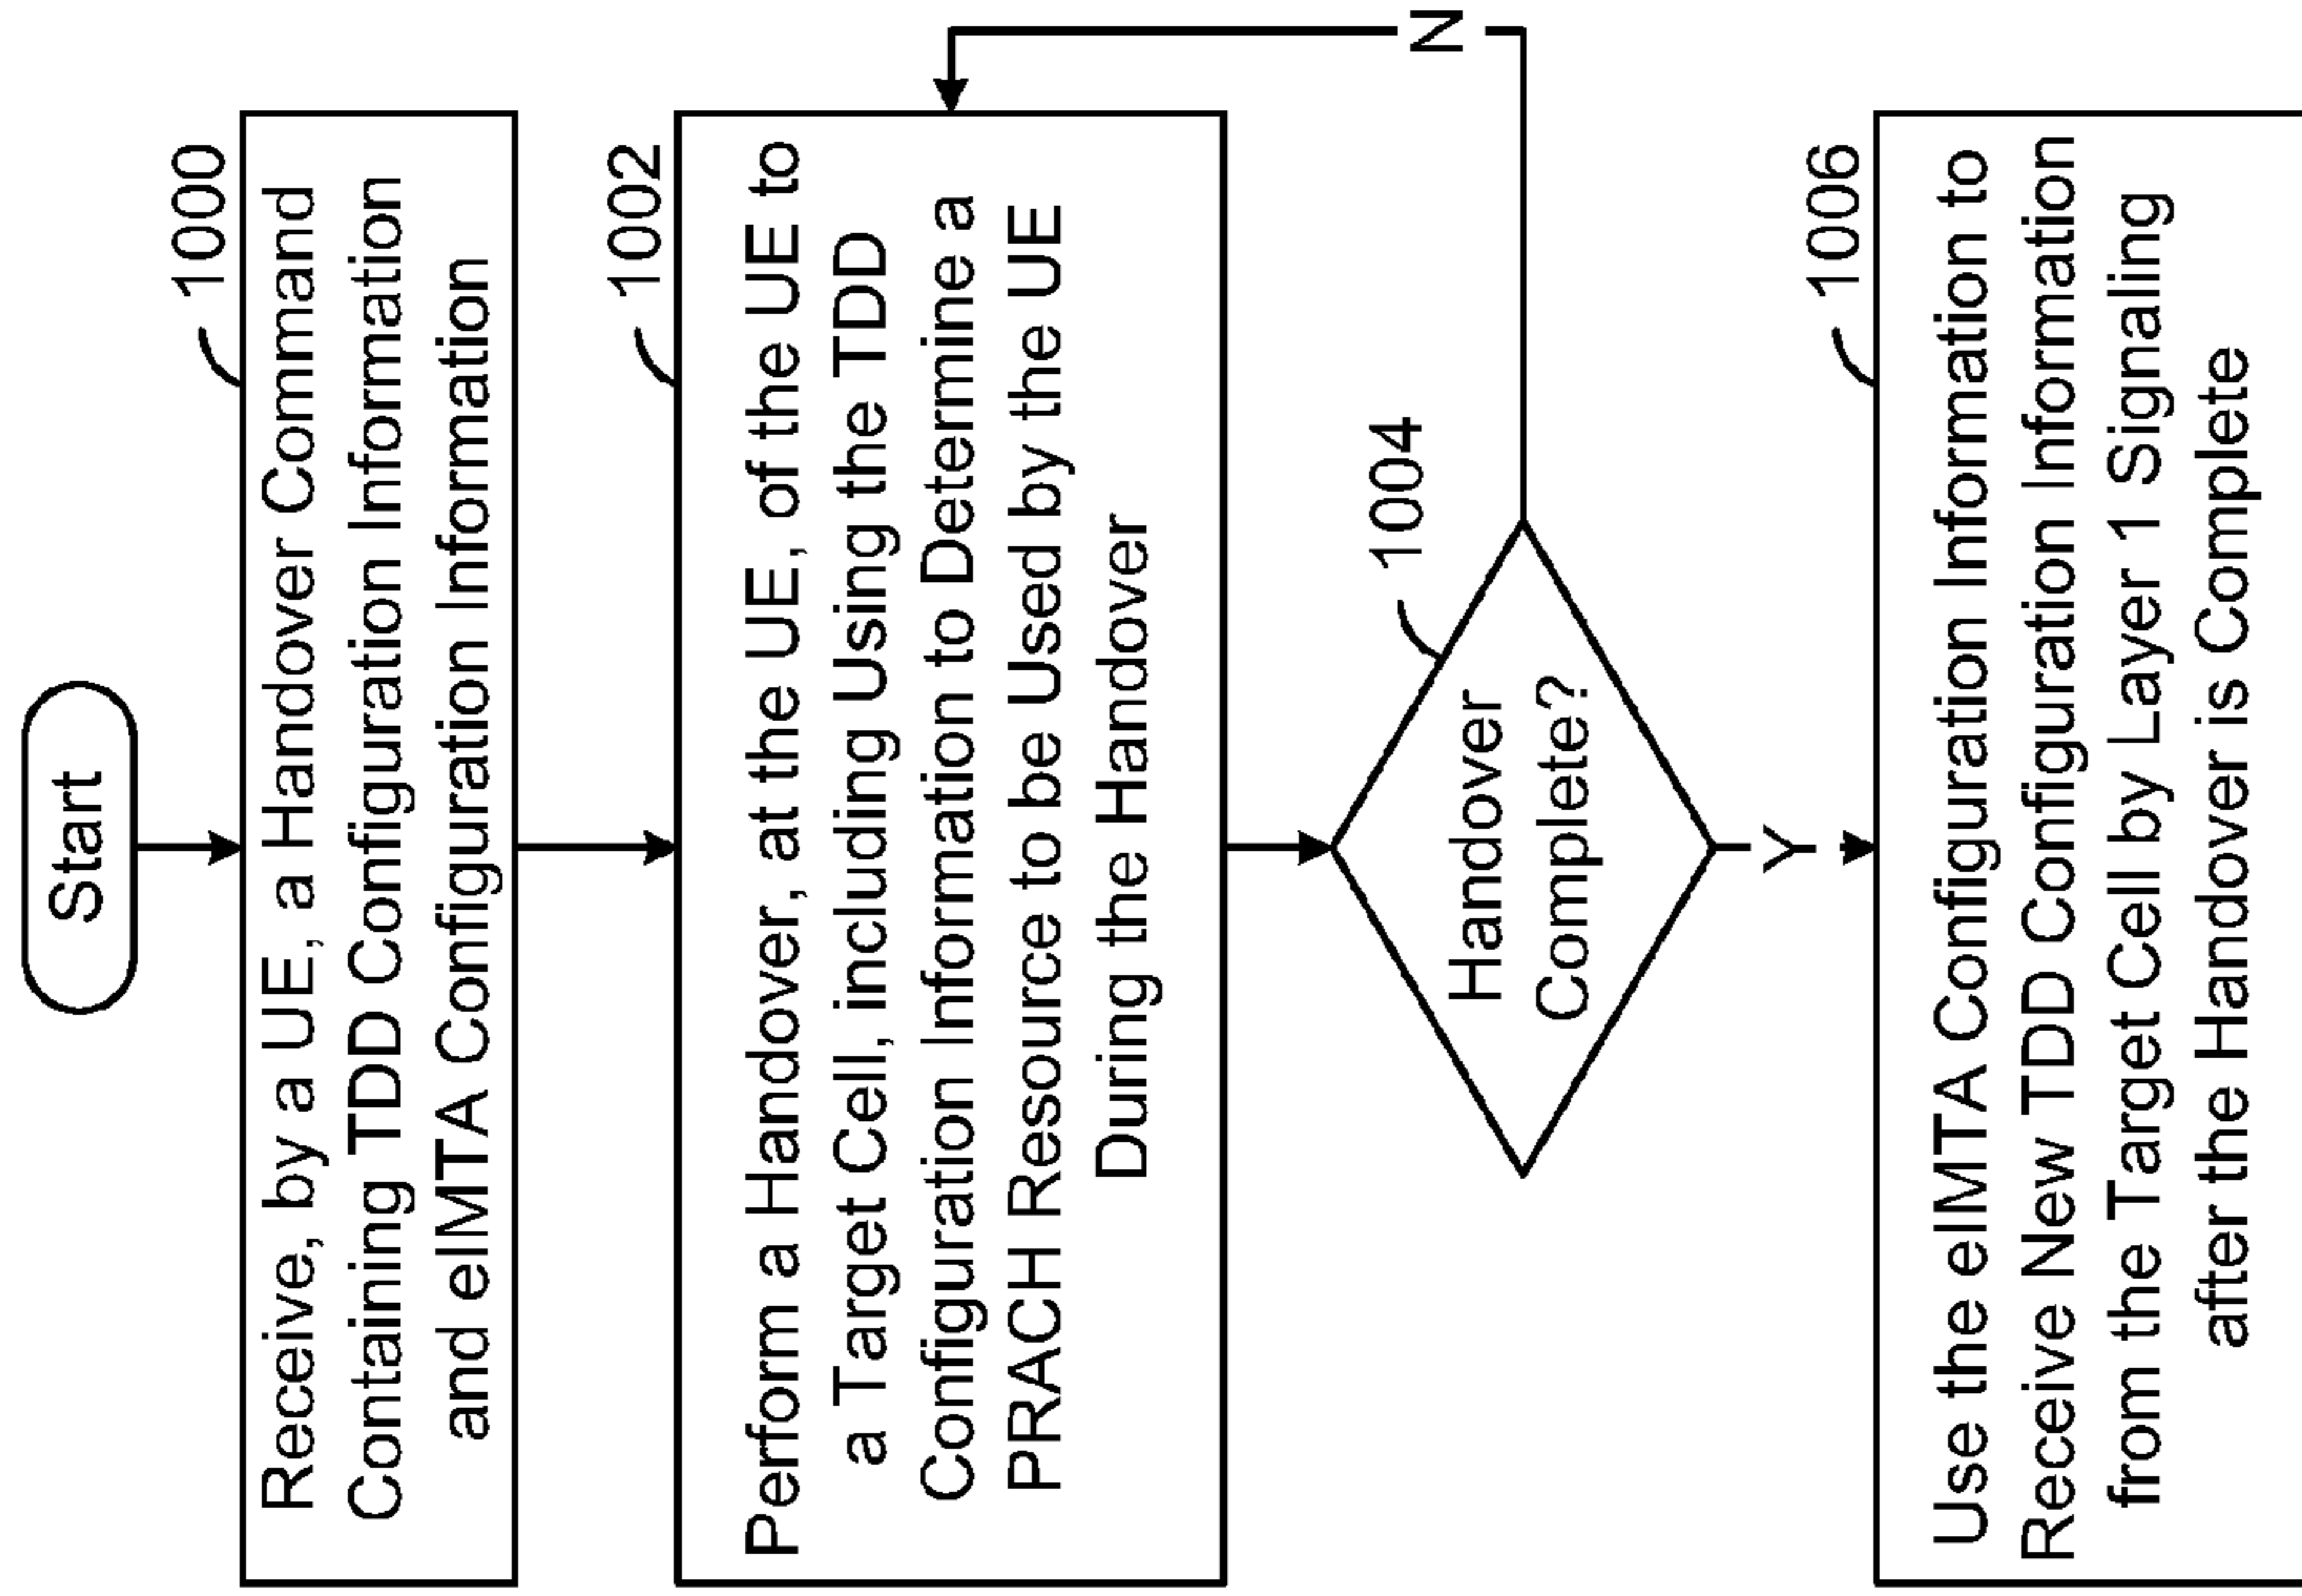 Start
1000
Receive, by a UE, a Handover Command
Containing TDD Configuration Information
and eIMTA Configuration Information
1002
Perform a Handover, at the UE, of the UE to
a Target Cell, including Using the TDD
Configuration Information to Determine a
PRACH Resource to be Used by the UE
During the Handover
1004
Handover
Complete?
N
Y
1006
Use the eIMTA Configuration Information to
Receive New TDD Configuration Information
from the Target Cell by Layer 1 Signaling
after the Handover is Complete